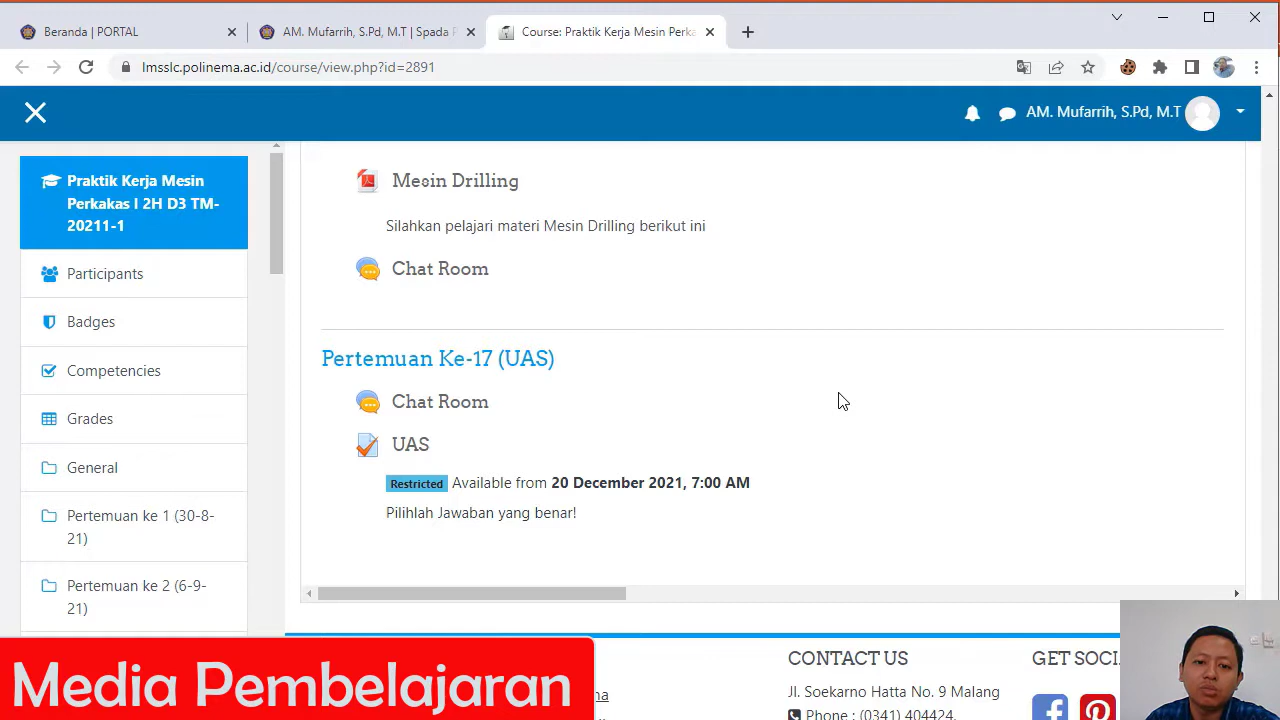 Beranda | PORTAL
AM. Mufarrih, S.Pd, M.T | Spada P
Course: Praktik Kerja Mesin Perka
lmsslc.polinema.ac.id/course/view.php?id=2891
AM. Mufarrih, S.Pd, M.T
Praktik Kerja Mesin
Perkakas I 2H D3 TM-
20211-1
Participants
Badges
Competencies
Grades
General
Pertemuan ke 1 (30-8-
21)
Pertemuan ke 2 (6-9-
21)
Mesin Drilling
Silahkan pelajari materi Mesin Drilling berikut ini
Chat Room
Pertemuan Ke-17 (UAS)
Chat Room
UAS
Restricted Available from 20 December 2021, 7:00 AM
Pilihlah Jawaban yang benar!
CONTACT US
Jl. Soekarno Hatta No. 9 Malang
Phone : (0341) 404424,
GET SOCI
Media Pembelajaran